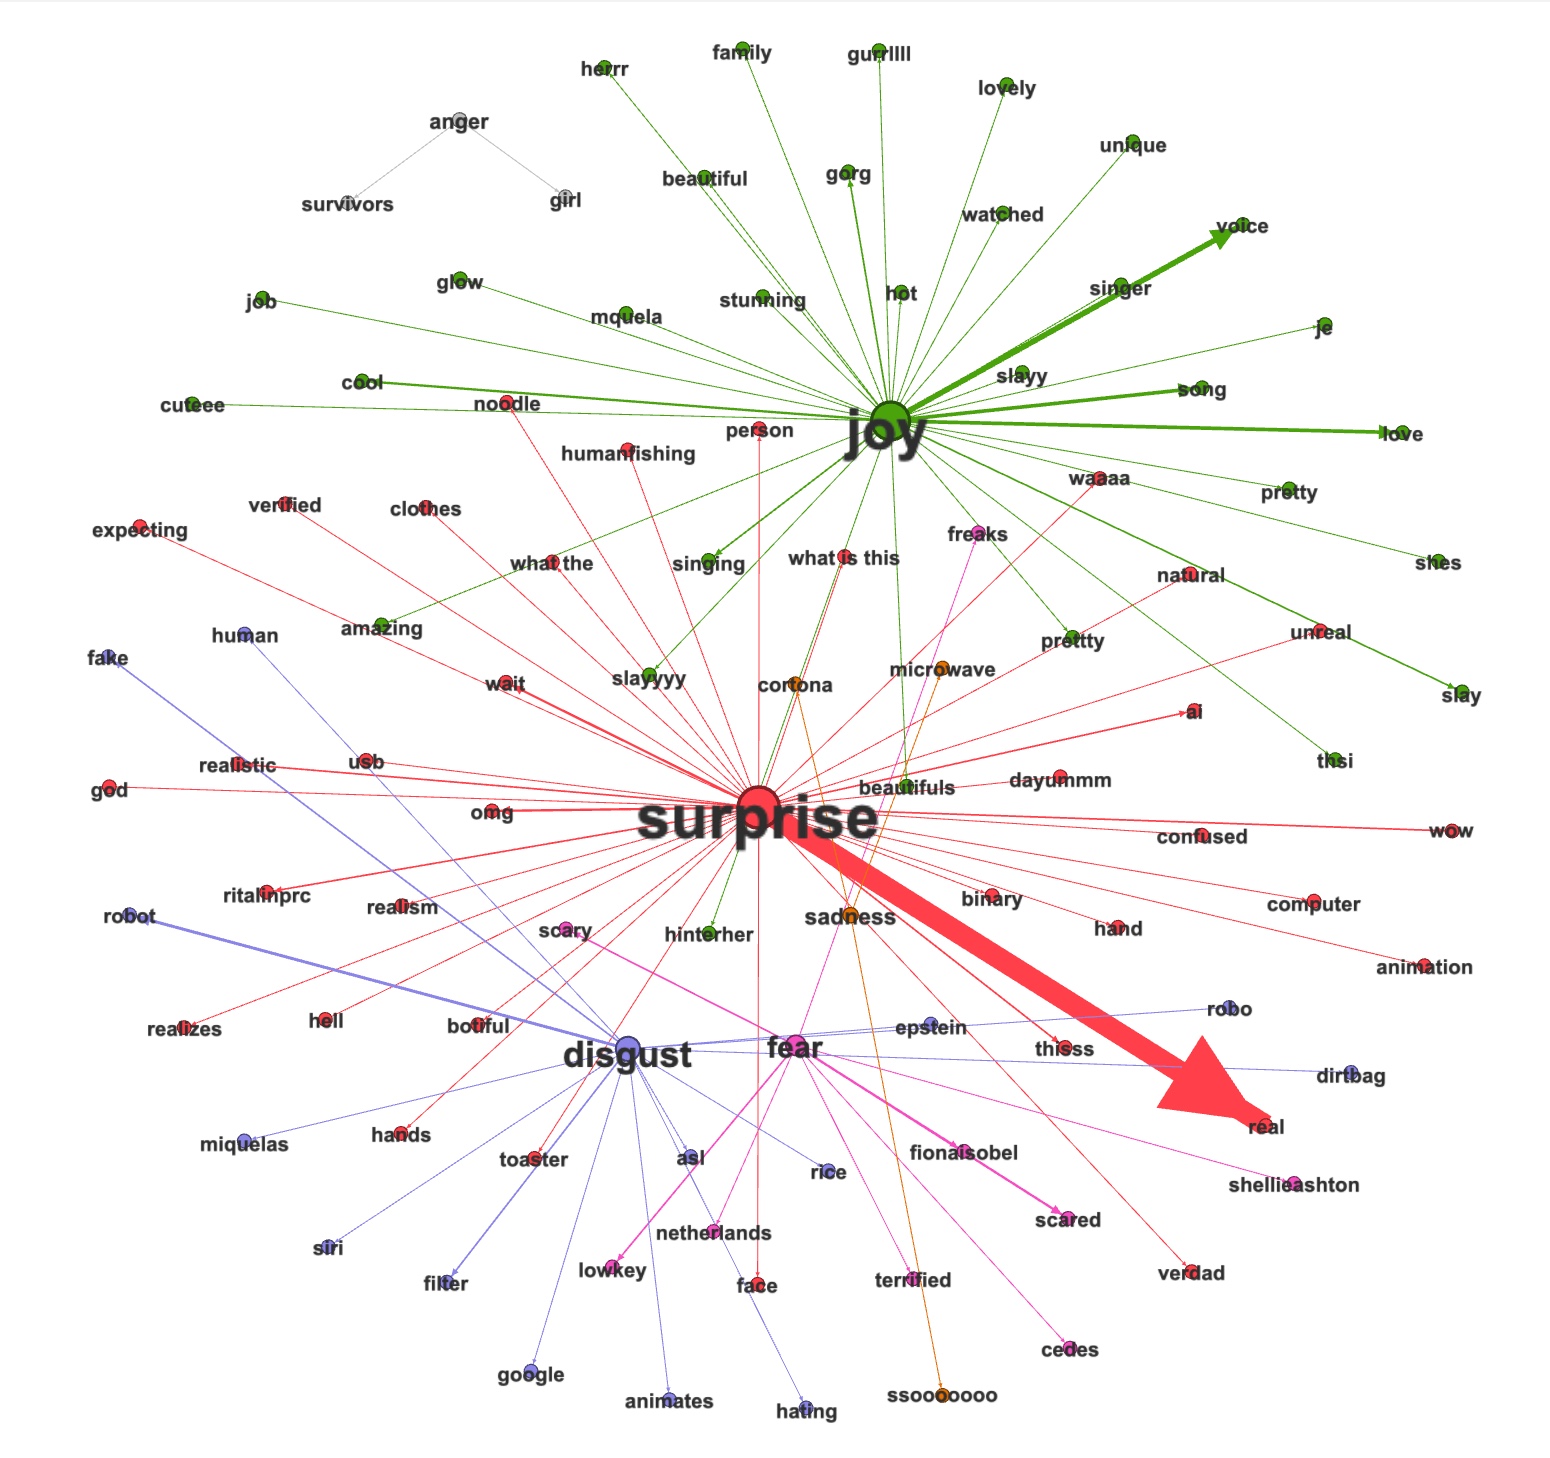 family
gurrllll
herrr
lovely
anger
unique
beautiful
gorg
survivors
girl
watched
voice
glow
singer
job
stunning
hot
mquela
je
cool
slayy
song
cuteee
noodle
joy
person
love
humanfishing
waaaa
pretty
verified
clothes
expecting
freaks
what the
singing
what is this
shes
natural
human
amazing
prettty
unreal
fake
wait
slayyyy
cortona
microwave
slay
ai
realistic
usb
thsi
god
beautifuls
dayummm
omg
surprise
confused
wow
ritalinprc
realism
binary
computer
robot
scary
hinterher
sadness
hand
animation
realizes
hell
botiful
epstein
robo
disgust
fear
thisss
dirtbag
real
miquelas
hands
toaster
asl
rice
fionaisobel
shellieashton
siri
netherlands
scared
filter
lowkey
face
terrified
verdad
google
cedes
animates
hating
ssooooooo